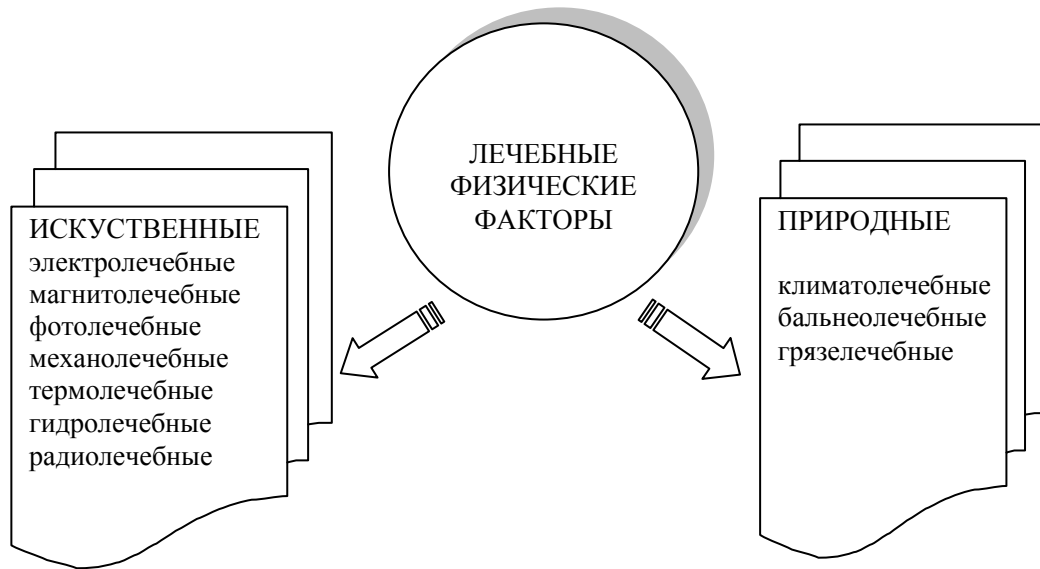 ЛЕЧЕБНЫЕ
ФИЗИЧЕСКИЕ
ФАКТОРЫ
ИСКУСТВЕННЫЕ
электролечебные
магнитолечебные
фотолечебные
механолечебные
термолечебные
гидролечебные
радиолечебные
ПРИРОДНЫЕ
климатолечебные
бальнеолечебные
грязелечебные